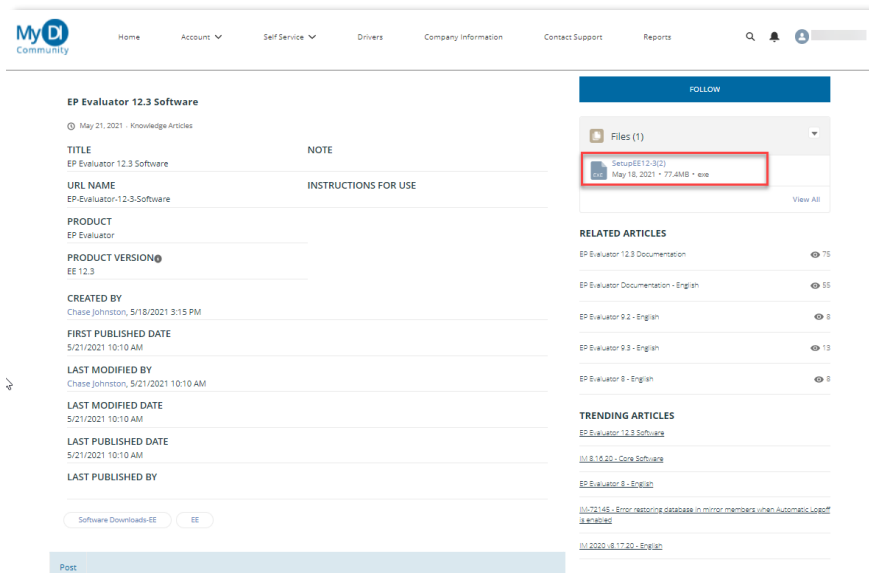 My DI
Community
Home
Account
Self Service
Drivers
Company Information
Contact Support
Reports
EP Evaluator 12.3 Software
May 21, 2021 · Knowledge Articles
TITLE
EP Evaluator 12.3 Software
NOTE
URL NAME
EP-Evaluator-12-3-Software
INSTRUCTIONS FOR USE
PRODUCT
EP Evaluator
PRODUCT VERSION
EE 12.3
CREATED BY
Chase Johnston, 5/18/2021 3:15 PM
FIRST PUBLISHED DATE
5/21/2021 10:10 AM
LAST MODIFIED BY
Chase Johnston, 5/21/2021 10:10 AM
LAST MODIFIED DATE
5/21/2021 10:10 AM
LAST PUBLISHED DATE
5/21/2021 10:10 AM
LAST PUBLISHED BY
Software Downloads-EE
EE
Post
FOLLOW
Files (1)
EXE
SetupEE12-3(2)
May 18, 2021 • 77.4MB • exe
View All
RELATED ARTICLES
EP Evaluator 12.3 Documentation 75
EP Evaluator Documentation - English 55
EP Evaluator 9.2 - English 8
EP Evaluator 9.3 - English 13
EP Evaluator 8 - English 8
TRENDING ARTICLES
EP Evaluator 12.3 Software
IM 8.16.20 - Core Software
EP Evaluator 8 - English
IM-72145 - Error restoring database in mirror members when Automatic Logoff
is enabled
IM 2020 v8.17.20 - English